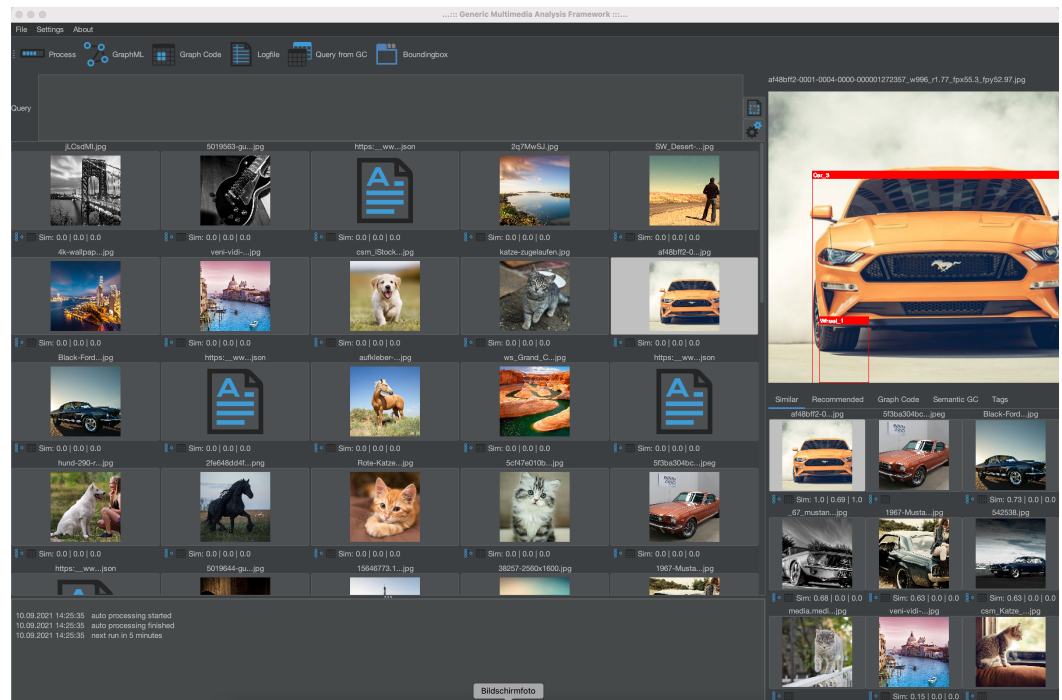 ...::: Generic Multimedia Analysis Framework :::...
File Settings About
Process GraphML Graph Code Logfile Query from GC Boundingbox
Query
jLCsdMI.jpg 5019563-gu...jpg https:__ww...json 2q7MwSJ.jpg SW_Desert-...jpg
Sim: 0.0 | 0.0 | 0.0 Sim: 0.0 | 0.0 | 0.0 Sim: 0.0 | 0.0 | 0.0 Sim: 0.0 | 0.0 | 0.0 Sim: 0.0 | 0.0 | 0.0
4k-wallpap...jpg veni-vidi-...jpg csm_iStock...jpg katze-zugelaufen.jpg af48bff2-0...jpg
Sim: 0.0 | 0.0 | 0.0 Sim: 0.0 | 0.0 | 0.0 Sim: 0.0 | 0.0 | 0.0 Sim: 0.0 | 0.0 | 0.0 Sim: 0.0 | 0.0 | 0.0
Black-Ford...jpg https:__ww...json aufkleber-...jpg ws_Grand_C...jpg https:__ww...json
Sim: 0.0 | 0.0 | 0.0 Sim: 0.0 | 0.0 | 0.0 Sim: 0.0 | 0.0 | 0.0 Sim: 0.0 | 0.0 | 0.0 Sim: 0.0 | 0.0 | 0.0
hund-290-r...jpg 2fe648dd4f...png Rote-Katze...jpg 5cf47e010b...jpg 5f3ba304bc...jpeg
Sim: 0.0 | 0.0 | 0.0 Sim: 0.0 | 0.0 | 0.0 Sim: 0.0 | 0.0 | 0.0 Sim: 0.0 | 0.0 | 0.0 Sim: 0.0 | 0.0 | 0.0
https:__ww...json 5019644-gu...jpg 15646773.1...jpg 38257-2560x1600.jpg 1967-Musta...jpg
10.09.2021 14:25:35 auto processing started
10.09.2021 14:25:35 auto processing finished
10.09.2021 14:25:35 next run in 5 minutes
Bildschirmfoto
af48bff2-0001-0004-0000-000001272357_w996_r1.77_fpx55.3_fpy52.97.jpg
Car_3
Wheel_1
Similar Recommended Graph Code Semantic GC Tags
af48bff2-0...jpg 5f3ba304bc...jpeg Black-Ford...jpg
Sim: 1.0 | 0.69 | 1.0 Sim: 0.73 | 0.0 | 0.0
_67_mustan...jpg 1967-Musta...jpg 542538.jpg
Sim: 0.68 | 0.0 | 0.0 Sim: 0.63 | 0.0 | 0.0 Sim: 0.63 | 0.0 | 0.0
media.medi...jpg veni-vidi-...jpg csm_Katze_...jpg
Sim: 0.15 | 0.0 | 0.0